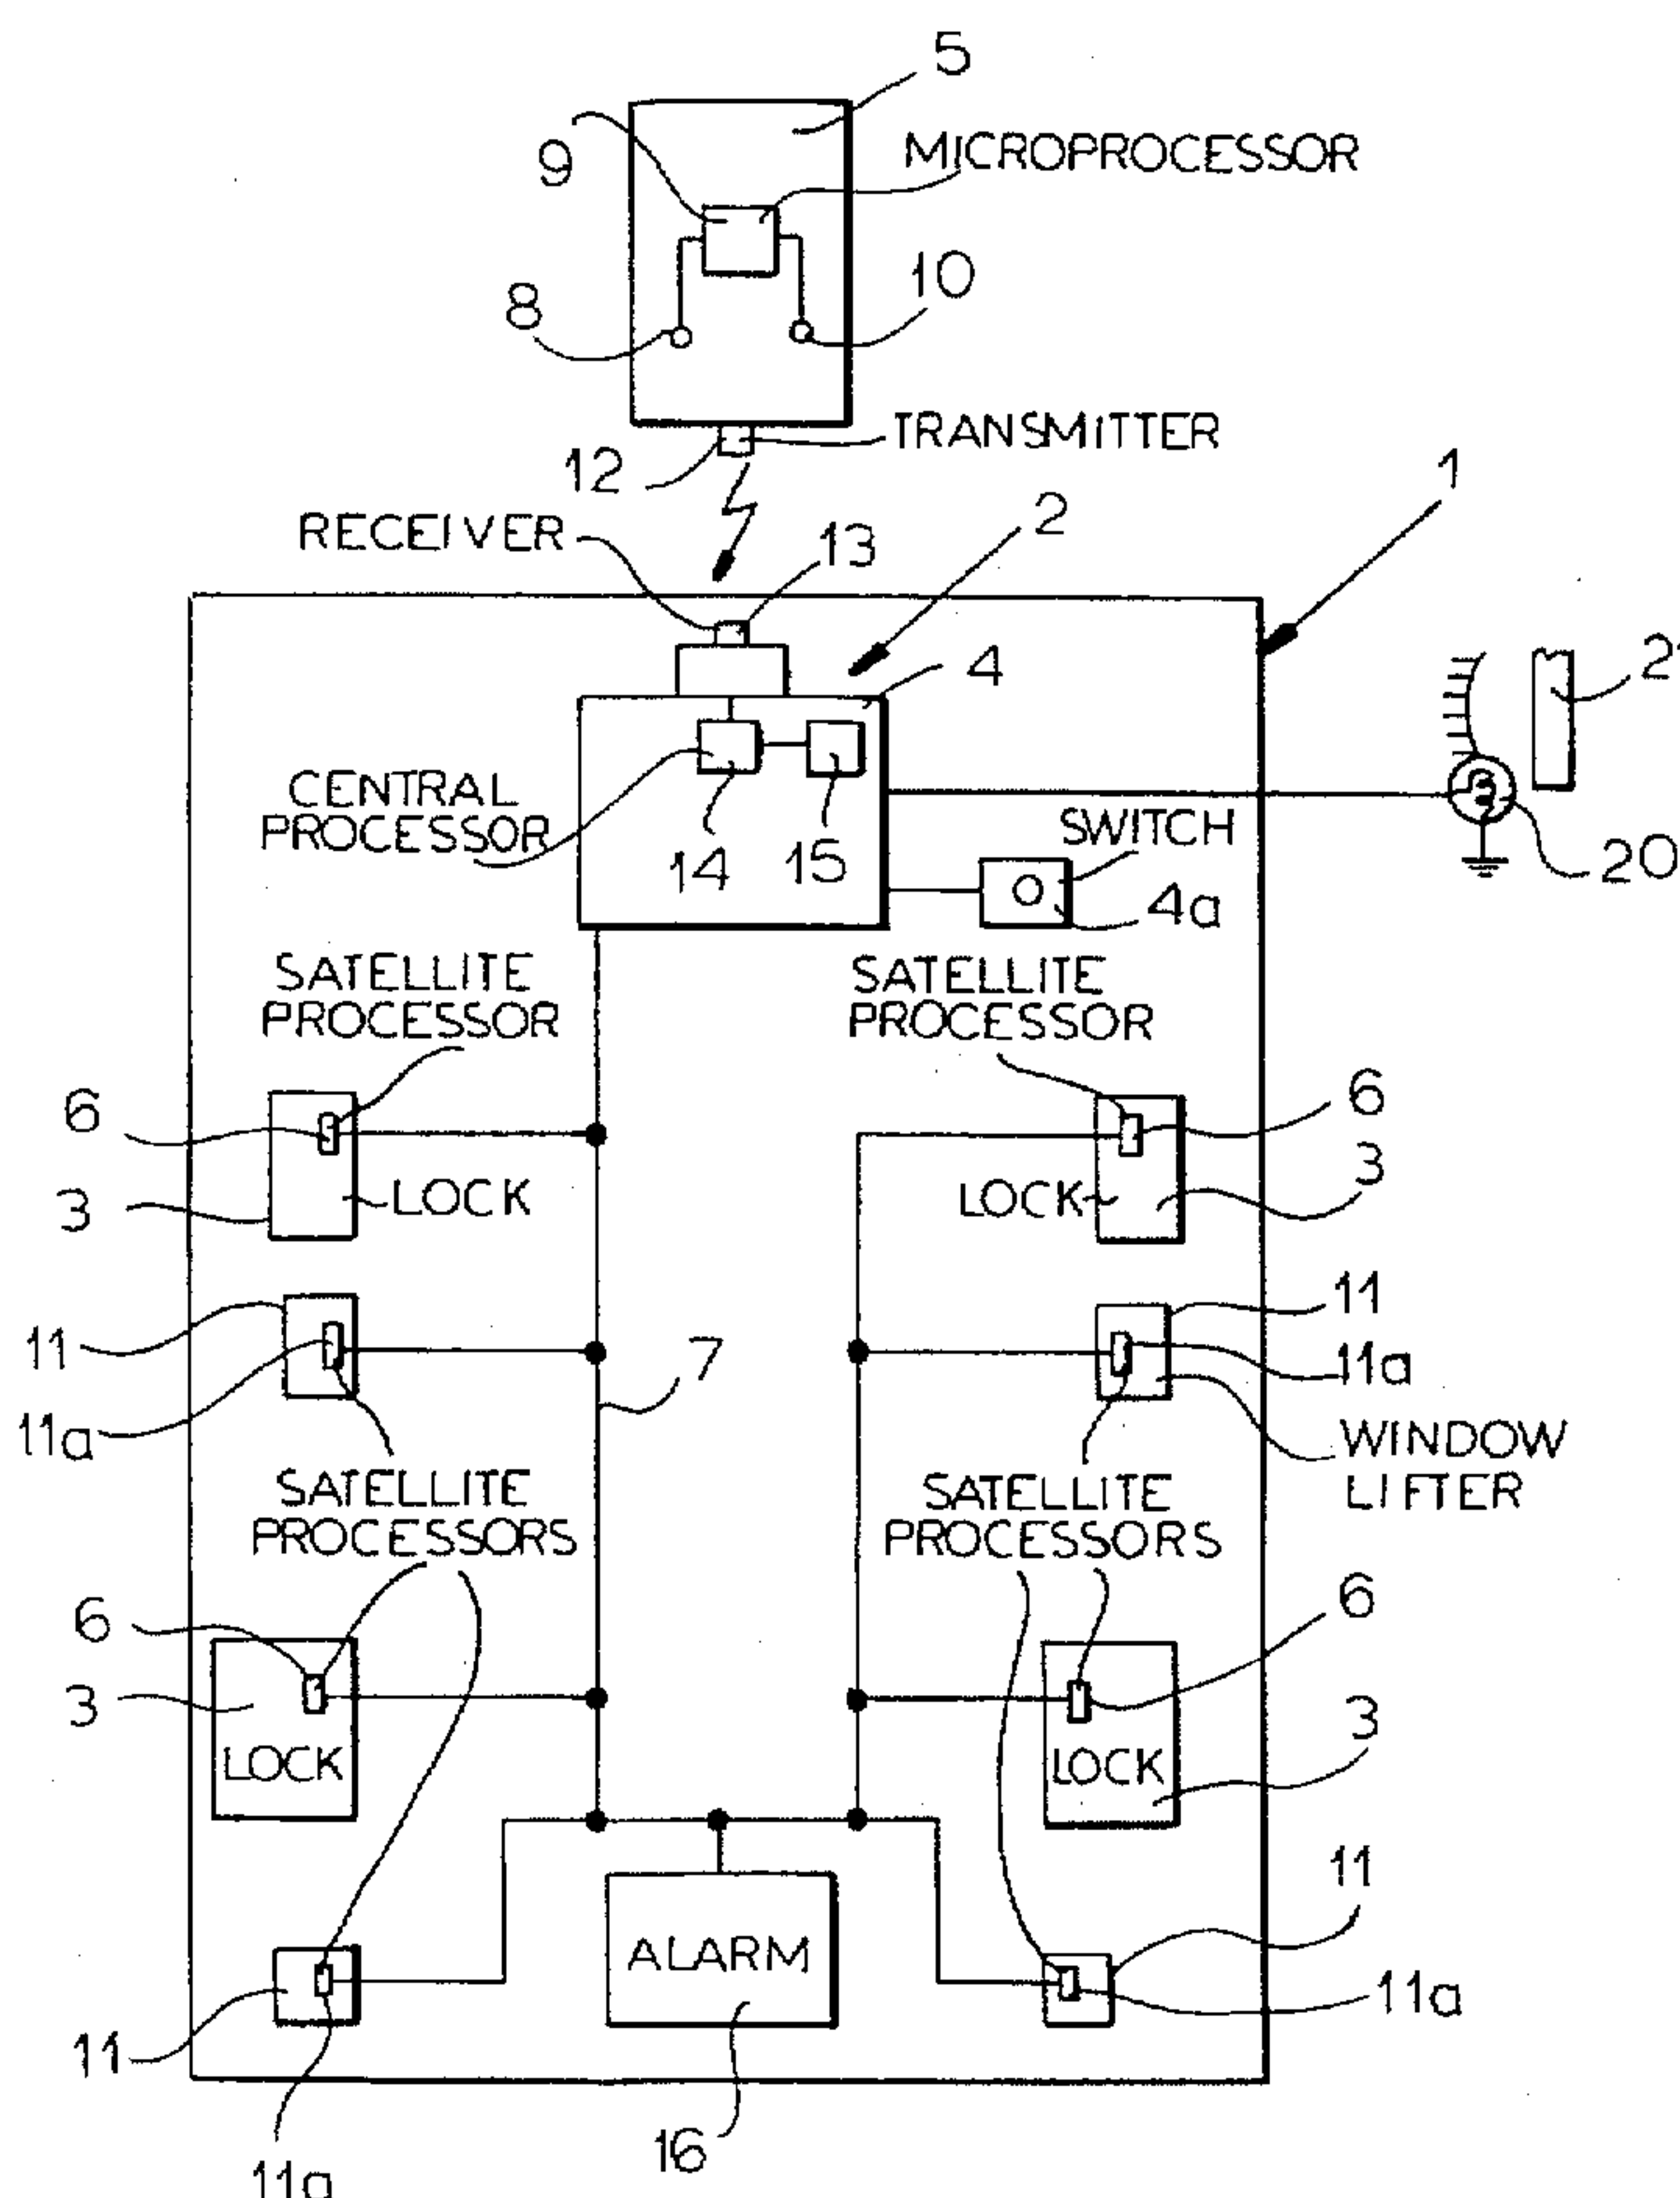 5
9
MICROPROCESSOR
8
10
12
TRANSMITTER
RECEIVER
13
2
1
4
21
CENTRAL
PROCESSOR
14
15
SWITCH
4a
20
SATELLITE
PROCESSOR
SATELLITE
PROCESSOR
6
6
3
LOCK
LOCK
3
11
11
11a
7
11a
WINDOW
LIFTER
SATELLITE
PROCESSORS
SATELLITE
PROCESSORS
6
6
3
LOCK
LOCK
3
11
ALARM
11
11a
16
11a